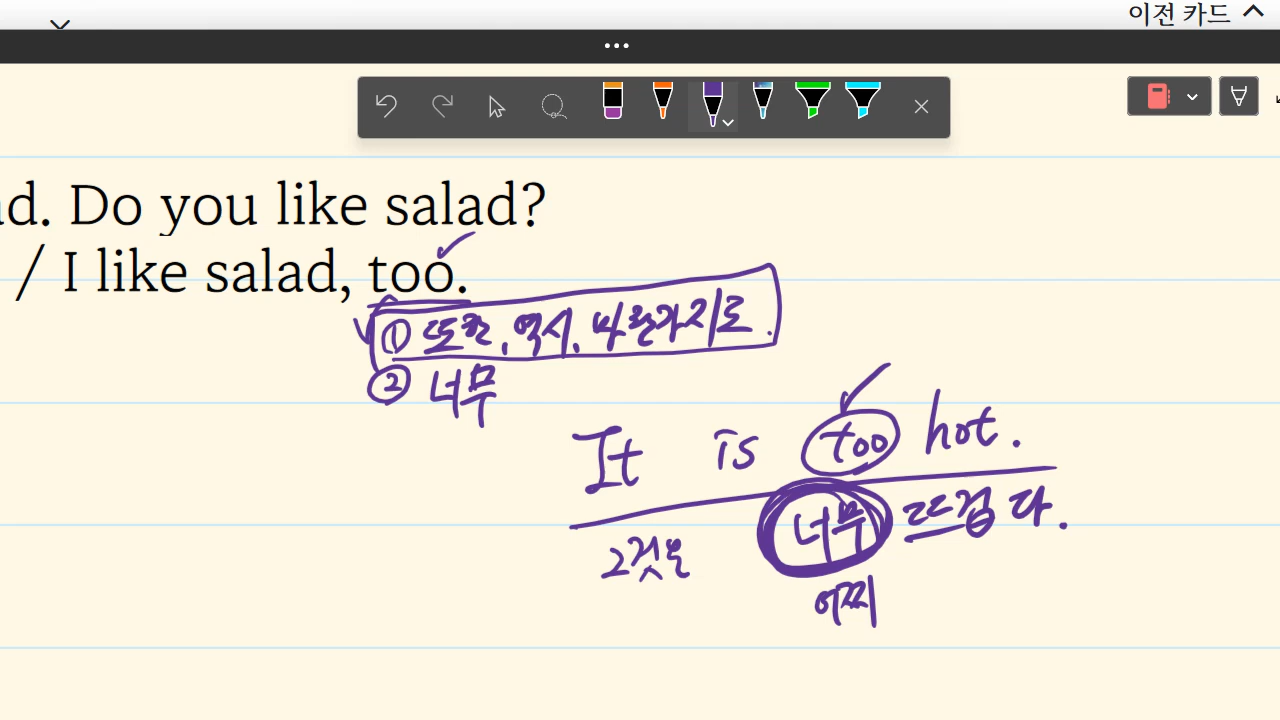 이전 카드
ad. Do you like salad?
/ I like salad, too.
① 또한, 역시, 마찬가지로.
② 너무
It is too hot.
그것은 너무 뜨겁다.
어찌